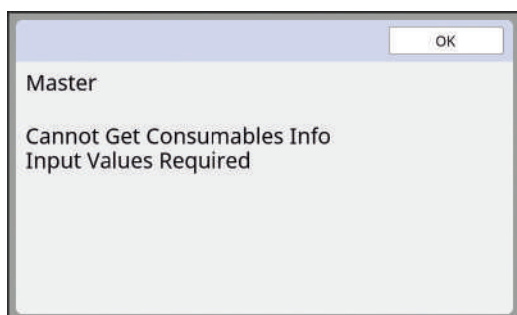 OK
Master
Cannot Get Consumables Info
Input Values Required